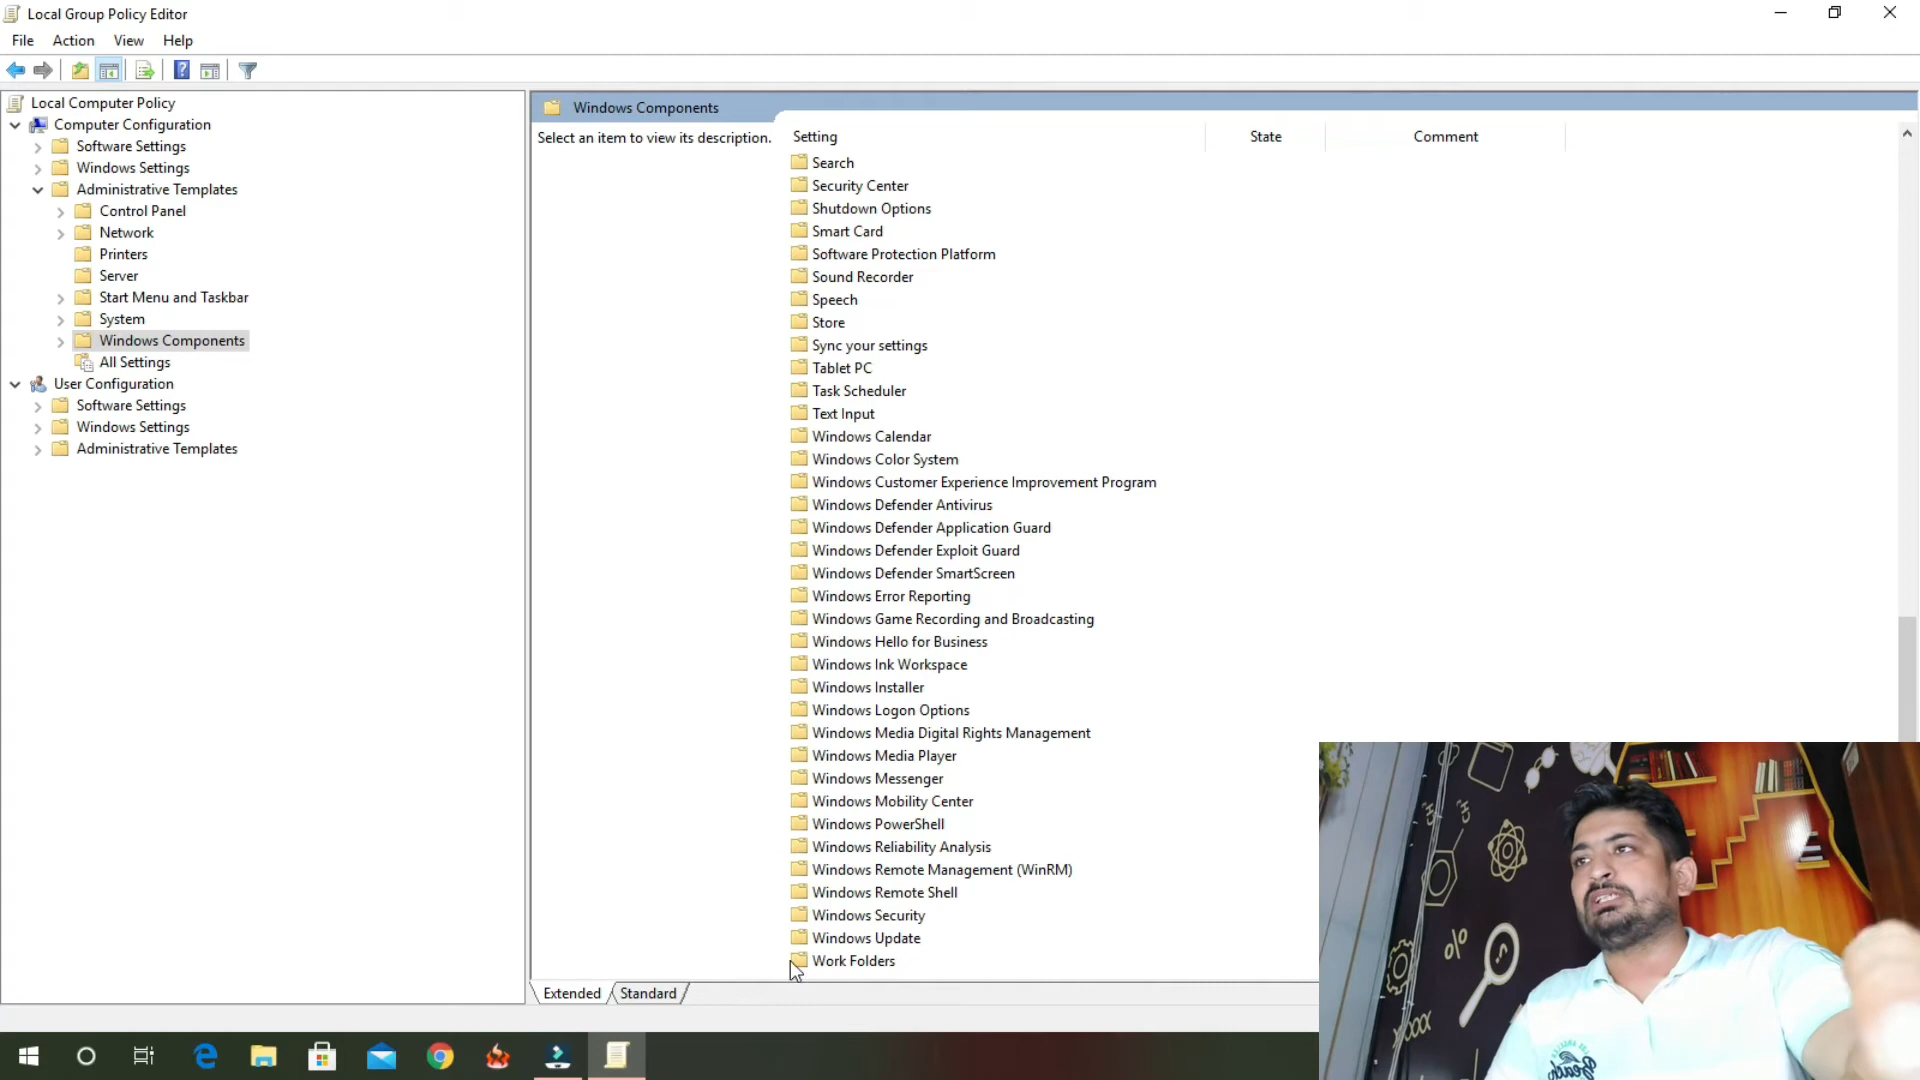 Local Group Policy Editor
File Action View Help
Local Computer Policy
Computer Configuration
Software Settings
Windows Settings
Administrative Templates
Control Panel
Network
Printers
Server
Start Menu and Taskbar
System
Windows Components
All Settings
User Configuration
Software Settings
Windows Settings
Administrative Templates
Windows Components
Select an item to view its description.
Setting State Comment
Search
Security Center
Shutdown Options
Smart Card
Software Protection Platform
Sound Recorder
Speech
Store
Sync your settings
Tablet PC
Task Scheduler
Text Input
Windows Calendar
Windows Color System
Windows Customer Experience Improvement Program
Windows Defender Antivirus
Windows Defender Application Guard
Windows Defender Exploit Guard
Windows Defender SmartScreen
Windows Error Reporting
Windows Game Recording and Broadcasting
Windows Hello for Business
Windows Ink Workspace
Windows Installer
Windows Logon Options
Windows Media Digital Rights Management
Windows Media Player
Windows Messenger
Windows Mobility Center
Windows PowerShell
Windows Reliability Analysis
Windows Remote Management (WinRM)
Windows Remote Shell
Windows Security
Windows Update
Work Folders
Extended Standard
%
Beach